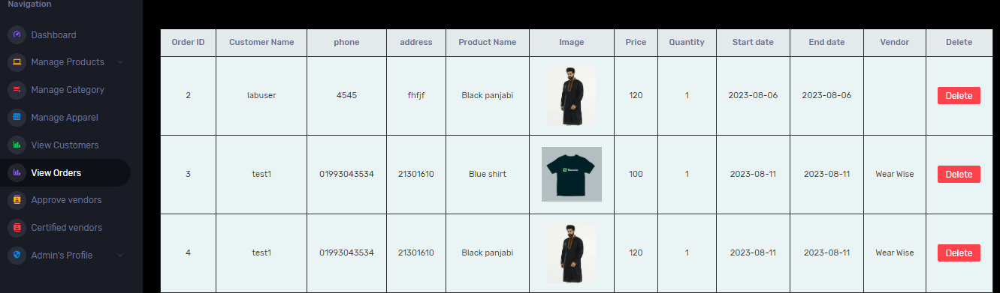 Navigation
Dashboard
Manage Products
Manage Category
Manage Apparel
View Customers
View Orders
Approve vendors
Certified vendors
Admin's Profile
Order ID Customer Name phone address Product Name Image Price Quantity Start date End date Vendor Delete
2 labuser 4545 fhfjf Black panjabi 120 1 2023-08-06 2023-08-06 Delete
3 test1 01993043534 21301610 Blue shirt 100 1 2023-08-11 2023-08-11 Wear Wise Delete
4 test1 01993043534 21301610 Black panjabi 120 1 2023-08-11 2023-08-11 Wear Wise Delete